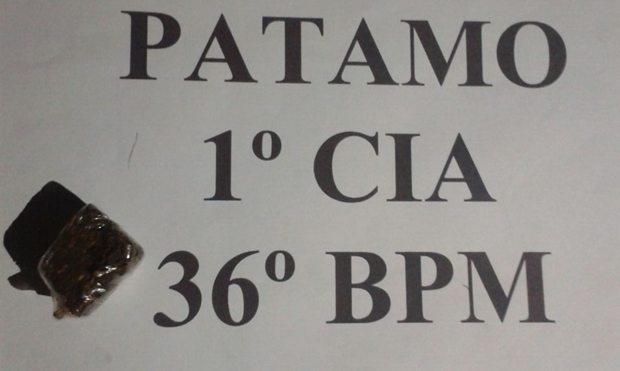 PATAMO
1º CIA
36º BPM